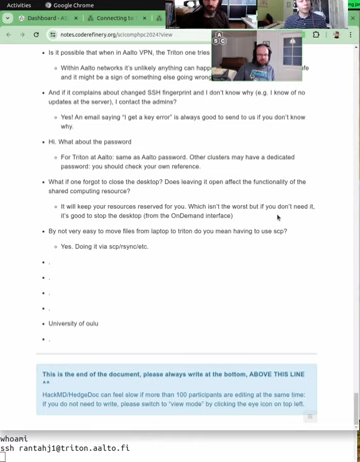 Activities
Google Chrome
Dashboard - A
Connecting to
notes.coderefinery.org/scicomphpc2024?view
Is it possible that when in Aalto VPN, the Triton one tries
Within Aalto networks it's unlikely anything can happ
and it might be a sign of something else going wrong
And if it complains about changed SSH fingerprint and I don't know why (e.g. I know of no
updates at the server), I contact the admins?
Yes! An email saying "I get a key error" is always good to send to us if you don't know
why.
Hi. What about the password
For Triton at Aalto: same as Aalto password. Other clusters may have a dedicated
password: you should check your own reference.
What if one forgot to close the desktop? Does leaving it open affect the functionality of the
shared computing resource?
It will keep your resources reserved for you. Which isn't the worst but if you don't need it,
it's good to stop the desktop (from the OnDemand interface)
By not very easy to move files from laptop to triton do you mean having to use scp?
Yes. Doing it via scp/rsync/etc.
.
.
.
.
University of oulu
.
This is the end of the document, please always write at the bottom, ABOVE THIS LINE
^^
HackMD/HedgeDoc can feel slow if more than 100 participants are editing at the same time:
If you do not need to write, please switch to "view mode" by clicking the eye icon on top left.
whoami
ssh rantahj1@triton.aalto.fi